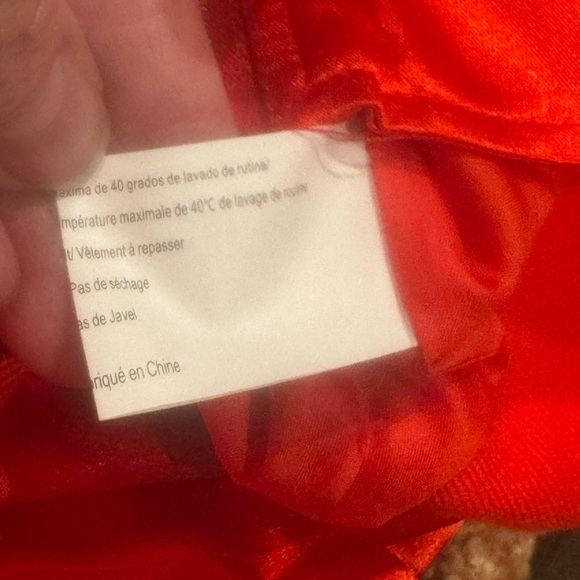 axima de 40 grados de lavado de rutina/
mpérature maximale de 40℃ de lavage de routine
t/ Vêtement à repasser
Pas de séchage
as de Javel
riqué en Chine